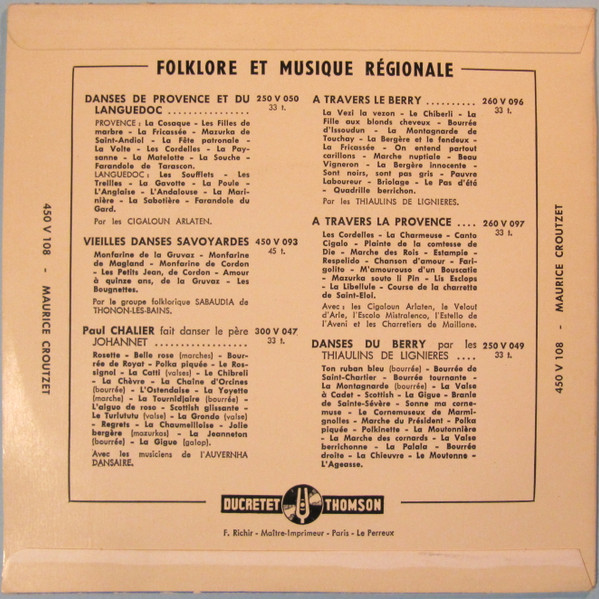 FOLKLORE ET MUSIQUE RÉGIONALE
DANSES DE PROVENCE ET DU 250 V 050
LANGUEDOC ............... 33 t.
PROVENCE : La Cosaque - Les Filles de
marbre - La Fricassée - Mazurka de
Saint-Andiol - La Fête patronale -
La Volte - Les Cordelles - La Pay-
sanne - La Matelotte - La Souche -
Farandole de Tarascon.
LANGUEDOC : Les Soufflets - Les
Treilles - La Gavotte - La Poule -
L'Anglaise - L'Andalouse - La Mari-
nière - La Sabotière - Farandole du
Gard.
Par les CIGALOUN ARLATEN.
VIEILLES DANSES SAVOYARDES 450 V 093
45 t.
Monfarine de la Gruvaz - Monfarine
de Magland - Monfarine de Cordon
- Les Petits Jean, de Cordon - Amour
à quinze ans, de la Gruvaz - Les
Bougnettes.
Par le groupe folklorique SABAUDIA de
THONON-LES-BAINS.
Paul CHALIER fait danser le père 300 V 047
JOHANNET .................. 33 t.
Rosette - Belle rose (marches) - Bour-
rée de Royat - Polka piquée - Le Ros-
signol - La Catti (valses) - La Chibreli
- La Chèvre - La Chaîne d'Orcines
(bourrée) - L'Ostendaise - La Yoyette
(marche) - La Tournidjaire (bourrée) -
L'aiguo de roso - Scottish glissante -
Le Turlututu (valse) - La Grondo (valse)
- Regrets - La Chaumeilloise - Jolie
bergère (mazurkas) - La Jeanneton
(bourrée) - La Gigue (galop).
Avec les musiciens de l'AUVERNHA
DANSAIRE.
A TRAVERS LE BERRY .......... 260 V 096
33 t.
La Vezi la vezon - Le Chiberli - La
Fille aux blonds cheveux - Bourrée
d'Issoudun - La Montagnarde de
Touchay - La Bergère et le fendeux -
La Fricassée - On entend partout
carillons - Marche nuptiale - Beau
Vigneron - La Bergère innocente -
Sont noirs, sont pas gris - Pauvre
Laboureur - Briolage - Le Pas d'été
- Quadrille berrichon.
Par les THIAULINS DE LIGNIERES.
A TRAVERS LA PROVENCE .... 260 V 097
33 t.
Les Cordelles - La Charmeuse - Canto
Cigalo - Plainte de la comtesse de
Die - Marche des Rois - Estampie -
Respelido - Chanson d'amour - Fari-
golito - M'amourouso d'un Bouscatie
- Mazurka souto li Pin - Lis Esclops
- La Libellule - Course de la charrette
de Saint-Eloi.
Avec : les Cigaloun Arlaten, le Velout
d'Arle, l'Escolo Mistralenco, l'Estello de
l'Aveni et les Charretiers de Maillane.
DANSES DU BERRY par les 250 V 049
THIAULINS DE LIGNIERES .... 33 t.
Ton ruban bleu (bourrée) - Bourrée de
Saint-Chartier - Bourrée tournante -
La Montagnarde (bourrée) - La Valse
à Cadet - Scottish - La Gigue - Branle
de Sainte-Sévère - Sonne ma corne-
muse - Le Cornemuseux de Marmi-
gnolles - Marche du Président - Polka
piquée - Polkinette - La Moutonnière
- La Marche des cornards - La Valse
berrichonne - La Palala - Bourrée
droite - La Chieuvre - Le Moutonne -
L'Ageasse.
450 V 108 - MAURICE CROUTZET
450 V 108 - MAURICE CROUTZET
DUCRETET THOMSON
F. Richir - Maître-Imprimeur - Paris - Le Perreux